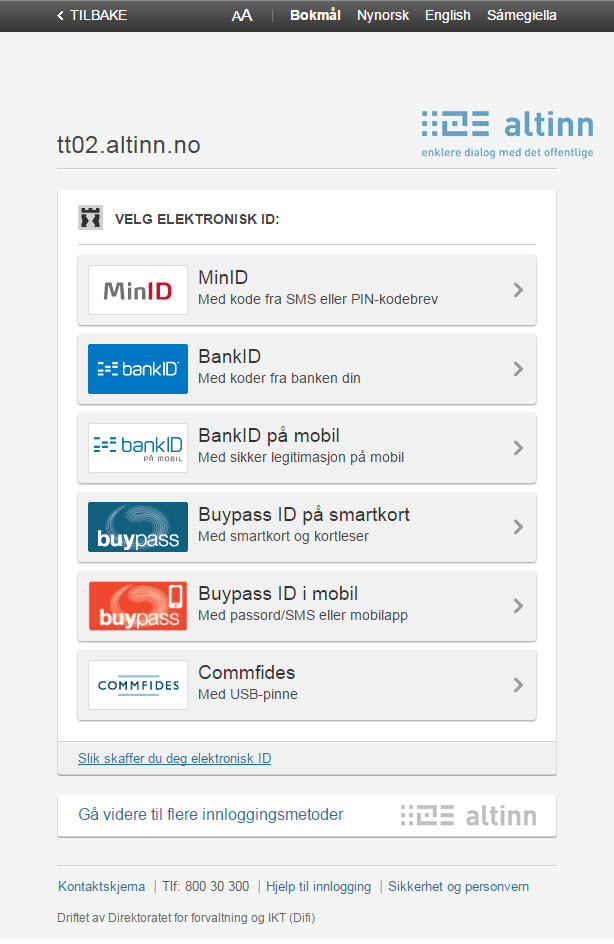 TILBAKE
AA
Bokmål Nynorsk English Sámegiella
tt02.altinn.no
altinn
enklere dialog med det offentlige
VELG ELEKTRONISK ID:
MinID
MinID
Med kode fra SMS eller PIN-kodebrev
bankID
BankID
Med koder fra banken din
bankID
PÅ MOBIL
BankID på mobil
Med sikker legitimasjon på mobil
buypass
Buypass ID på smartkort
Med smartkort og kortleser
buypass
Buypass ID i mobil
Med passord/SMS eller mobilapp
COMMFIDES
Commfides
Med USB-pinne
Slik skaffer du deg elektronisk ID
Gå videre til flere innloggingsmetoder
altinn
Kontaktskjema | Tlf: 800 30 300 | Hjelp til innlogging | Sikkerhet og personvern
Driftet av Direktoratet for forvaltning og IKT (Difi)